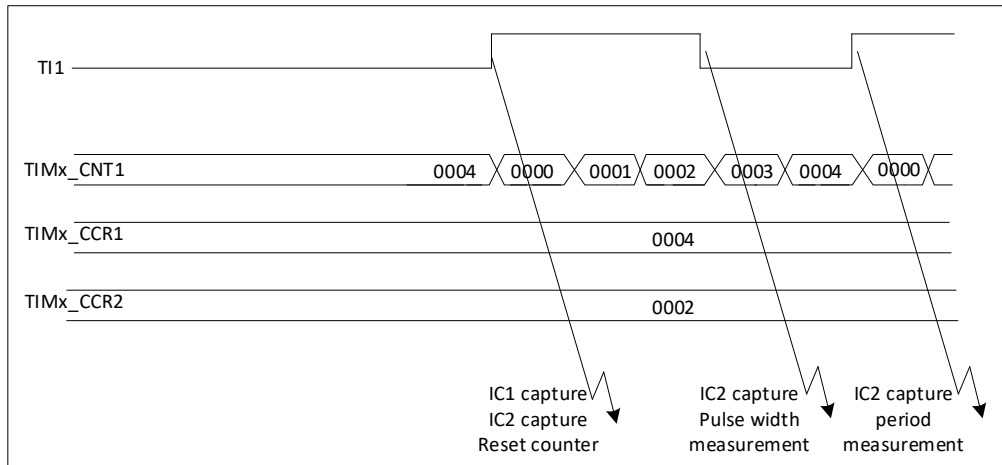 TI1
TIMx_CNT1
0004 0000 0001 0002 0003 0004 0000
TIMx_CCR1
0004
TIMx_CCR2
0002
IC1 capture
IC2 capture
Reset counter
IC2 capture
Pulse width
measurement
IC2 capture
period
measurement